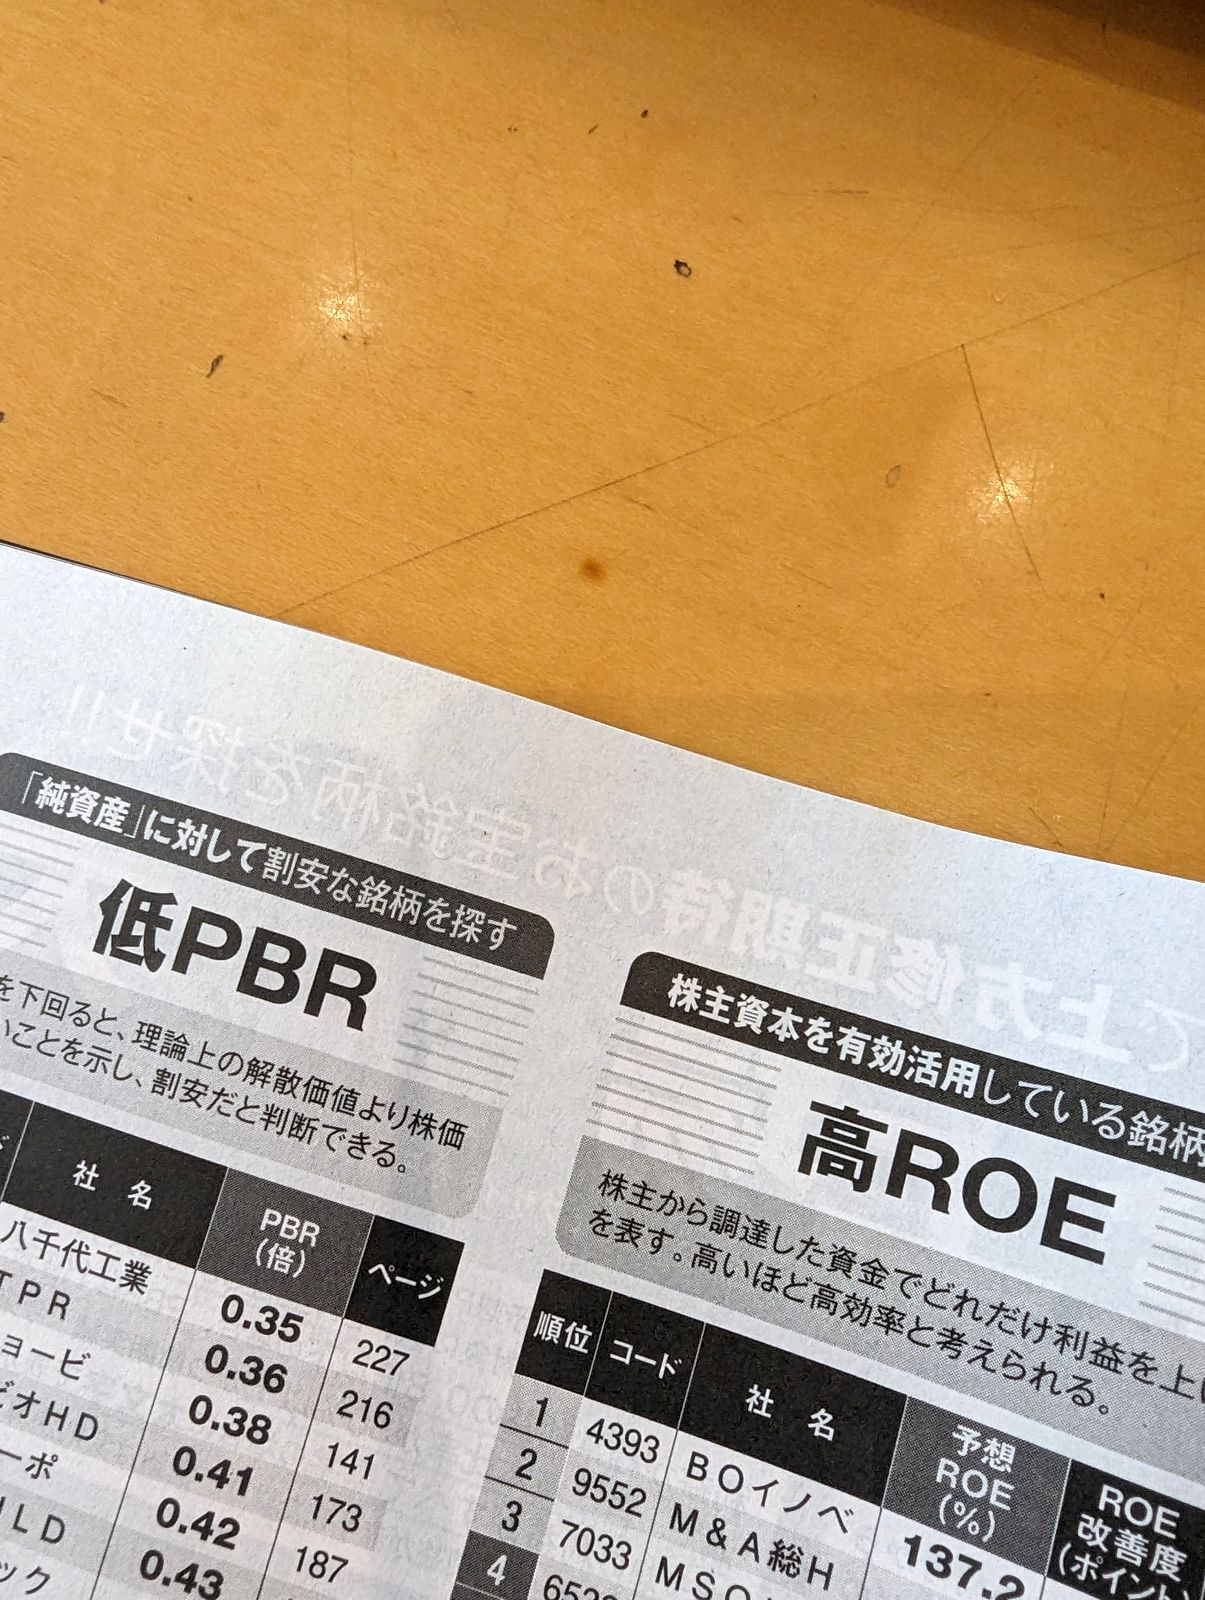 「純資産」に対して割安な銘柄を探す
低PBR
を下回ると、理論上の解散価値より株価
いことを示し、割安だと判断できる。
社 名
PBR
(倍)
ページ
八千代工業 0.35 227
TPR 0.36 216
ョービ 0.38 141
ビオHD 0.41 173
ーポ 0.42 187
HLD 0.43
ック
株主資本を有効活用している銘柄
高ROE
株主から調達した資金でどれだけ利益を上
を表す。高いほど高効率と考えられる。
順位
コード
社 名
予想
ROE
(%)
ROE
改善度
(ポイント)
1 4393 BOイノベ 137.2
2 9552 M&A総H
3 7033 MSO
4 652
で上方修正期待のお宝銘柄を探せ!!